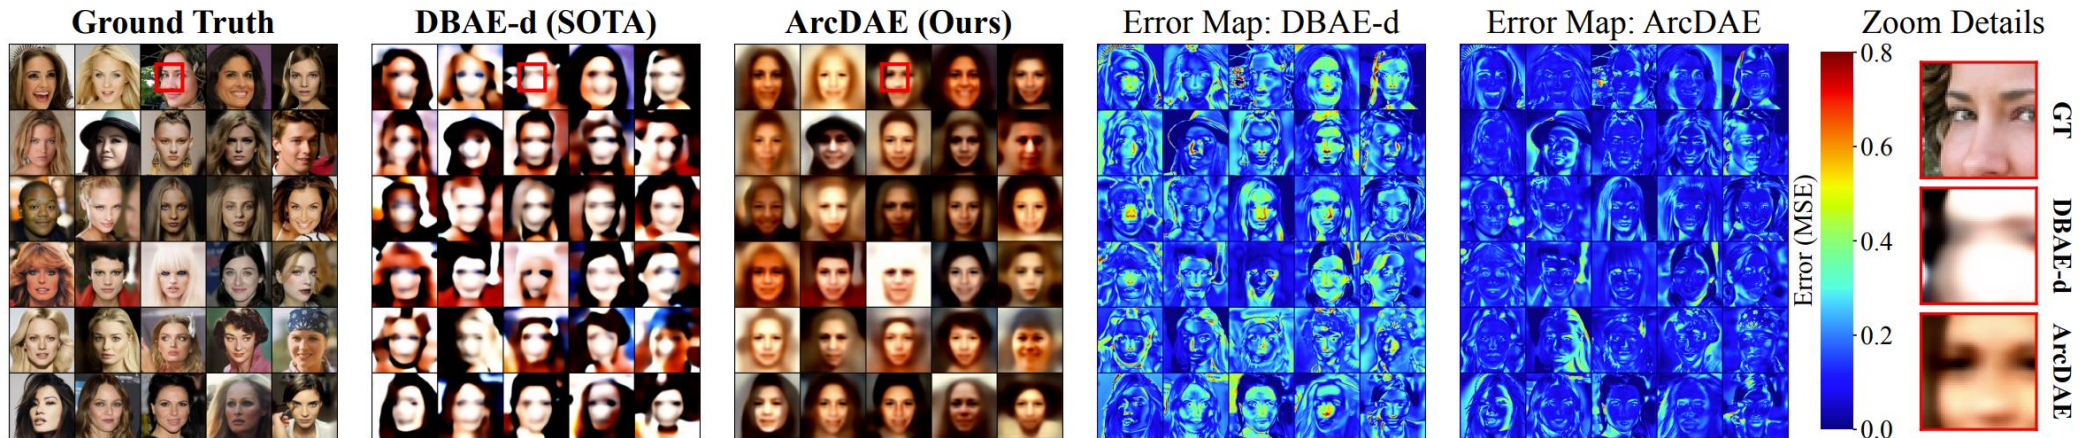 Ground Truth
DBAE-d (SOTA)
ArcDAE (Ours)
Error Map: DBAE-d
Error Map: ArcDAE
Zoom Details
0.8
0.6
0.4
0.2
0.0
Error (MSE)
GT
DBAE-d
ArcDAE